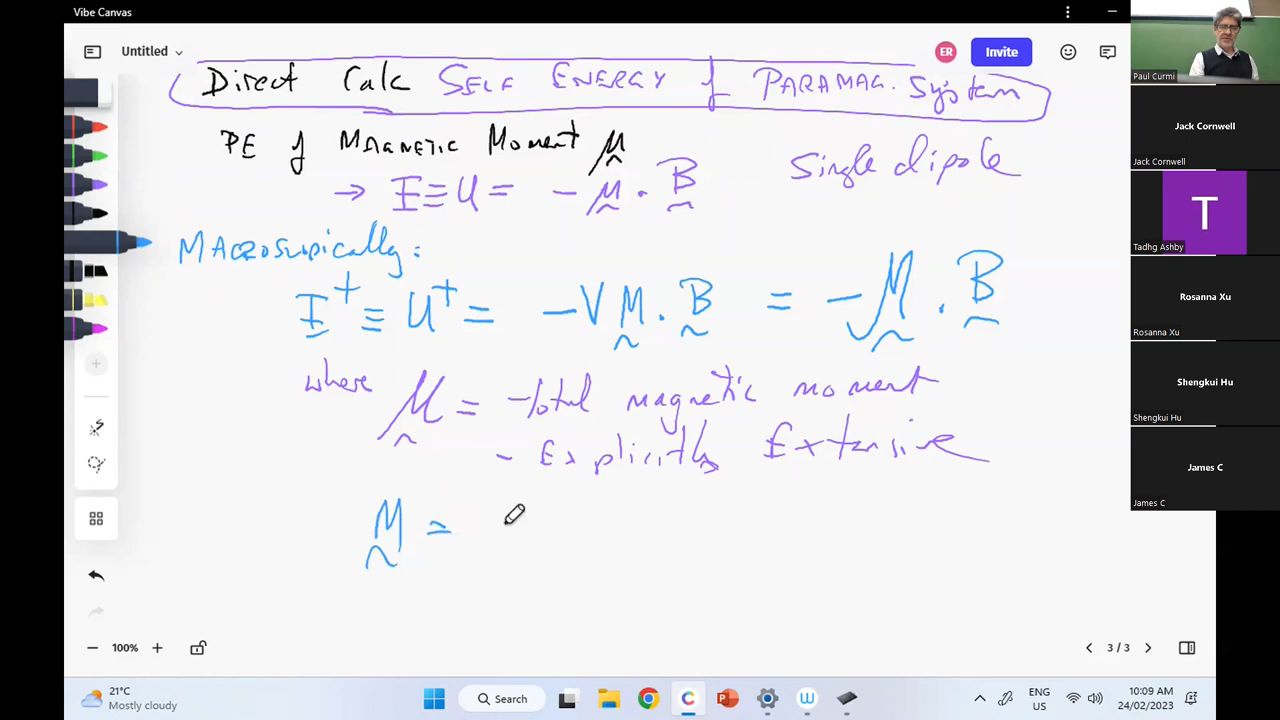 Vibe Canvas
Untitled
ER
Invite
Direct Calc SELF ENERGY of PARAMAG. System
PE of MAGNETIC Moment μ
→ E ≡ U = - μ · B
Single dipole
MACROSCOPICally:
E† ≡ U† = -V M · B = - M · B
where M = total magnetic moment
- Explicitly Extensive
M =
100%
3 / 3
Paul Curmi
Jack Cornwell
Jack Cornwell
T
Tadhg Ashby
Rosanna Xu
Rosanna Xu
Shengkui Hu
Shengkui Hu
James C
James C
21°C
Mostly cloudy
Search
ENG
US
10:09 AM
24/02/2023